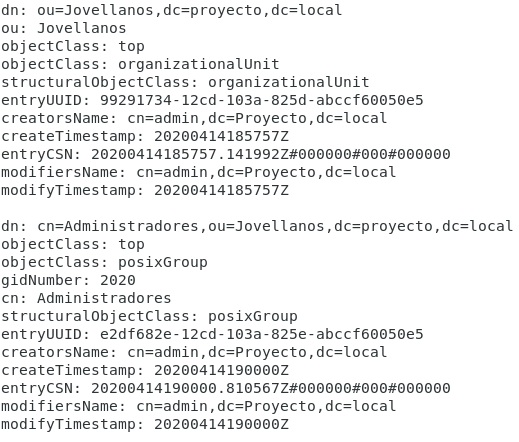 dn: ou=Jovellanos,dc=proyecto,dc=local
ou: Jovellanos
objectClass: top
objectClass: organizationalUnit
structuralObjectClass: organizationalUnit
entryUUID: 99291734-12cd-103a-825d-abccf60050e5
creatorsName: cn=admin,dc=Proyecto,dc=local
createTimestamp: 20200414185757Z
entryCSN: 20200414185757.141992Z#000000#000#000000
modifiersName: cn=admin,dc=Proyecto,dc=local
modifyTimestamp: 20200414185757Z

dn: cn=Administradores,ou=Jovellanos,dc=proyecto,dc=local
objectClass: top
objectClass: posixGroup
gidNumber: 2020
cn: Administradores
structuralObjectClass: posixGroup
entryUUID: e2df682e-12cd-103a-825e-abccf60050e5
creatorsName: cn=admin,dc=Proyecto,dc=local
createTimestamp: 20200414190000Z
entryCSN: 20200414190000.810567Z#000000#000#000000
modifiersName: cn=admin,dc=Proyecto,dc=local
modifyTimestamp: 20200414190000Z